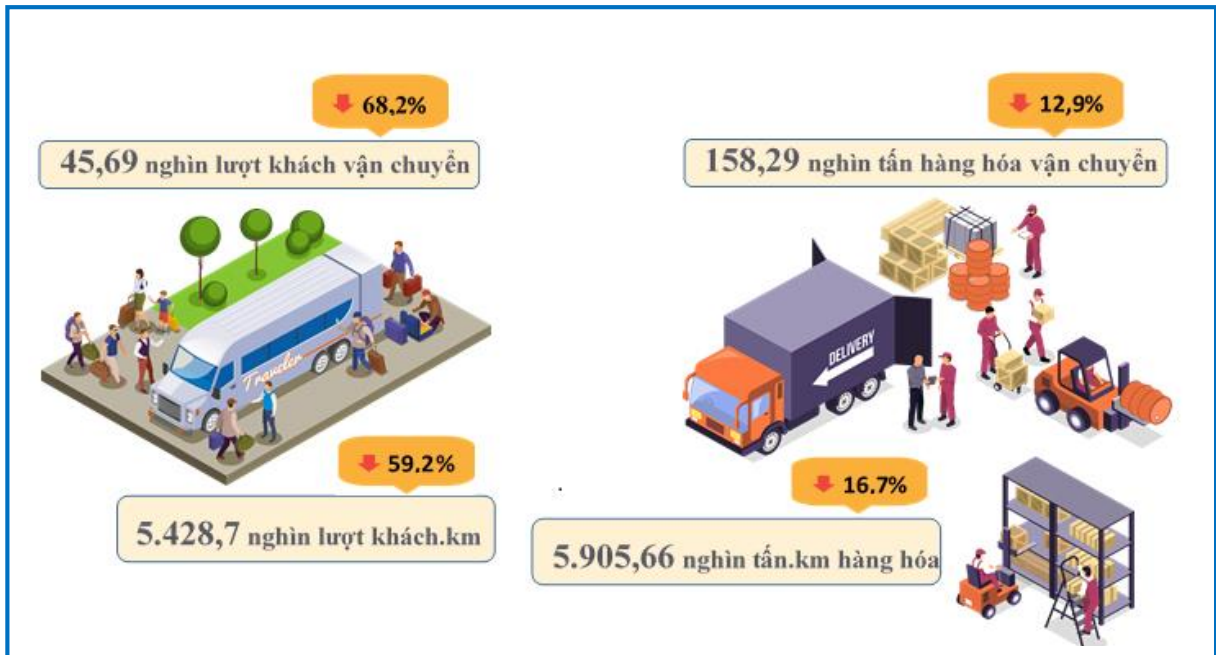 68,2%
45,69 nghìn lượt khách vận chuyển
12,9%
158,29 nghìn tấn hàng hóa vận chuyển
Traveler
DELIVERY
59,2%
5.428,7 nghìn lượt khách.km
16,7%
5.905,66 nghìn tấn.km hàng hóa